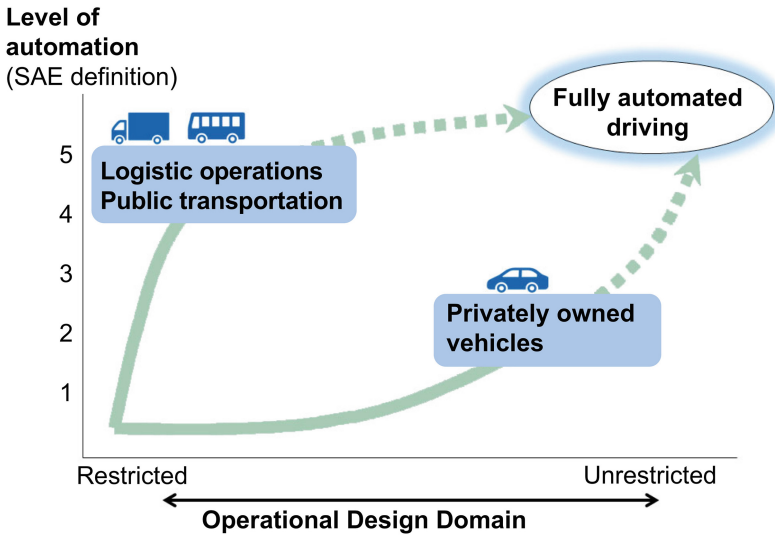 Level of
automation
(SAE definition)
Fully automated
driving
5
Logistic operations
Public transportation
4
3
Privately owned
vehicles
2
1
Restricted
Unrestricted
Operational Design Domain